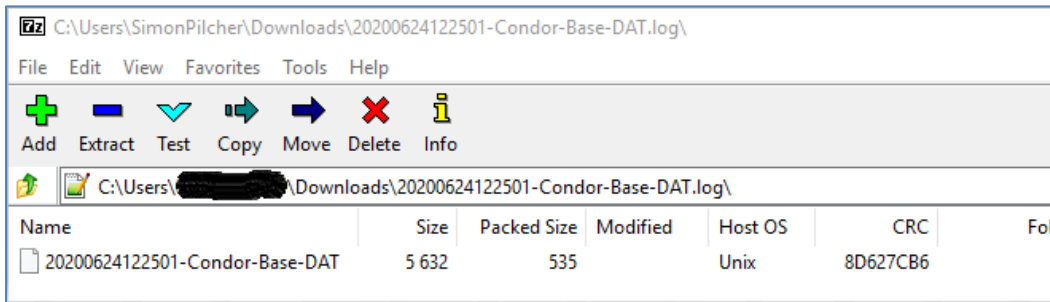 C:\Users\SimonPilcher\Downloads\20200624122501-Condor-Base-DAT.log\
File Edit View Favorites Tools Help
Add Extract Test Copy Move Delete Info
C:\Users\ \Downloads\20200624122501-Condor-Base-DAT.log\
Name Size Packed Size Modified Host OS CRC Fol
20200624122501-Condor-Base-DAT 5 632 535 Unix 8D627CB6